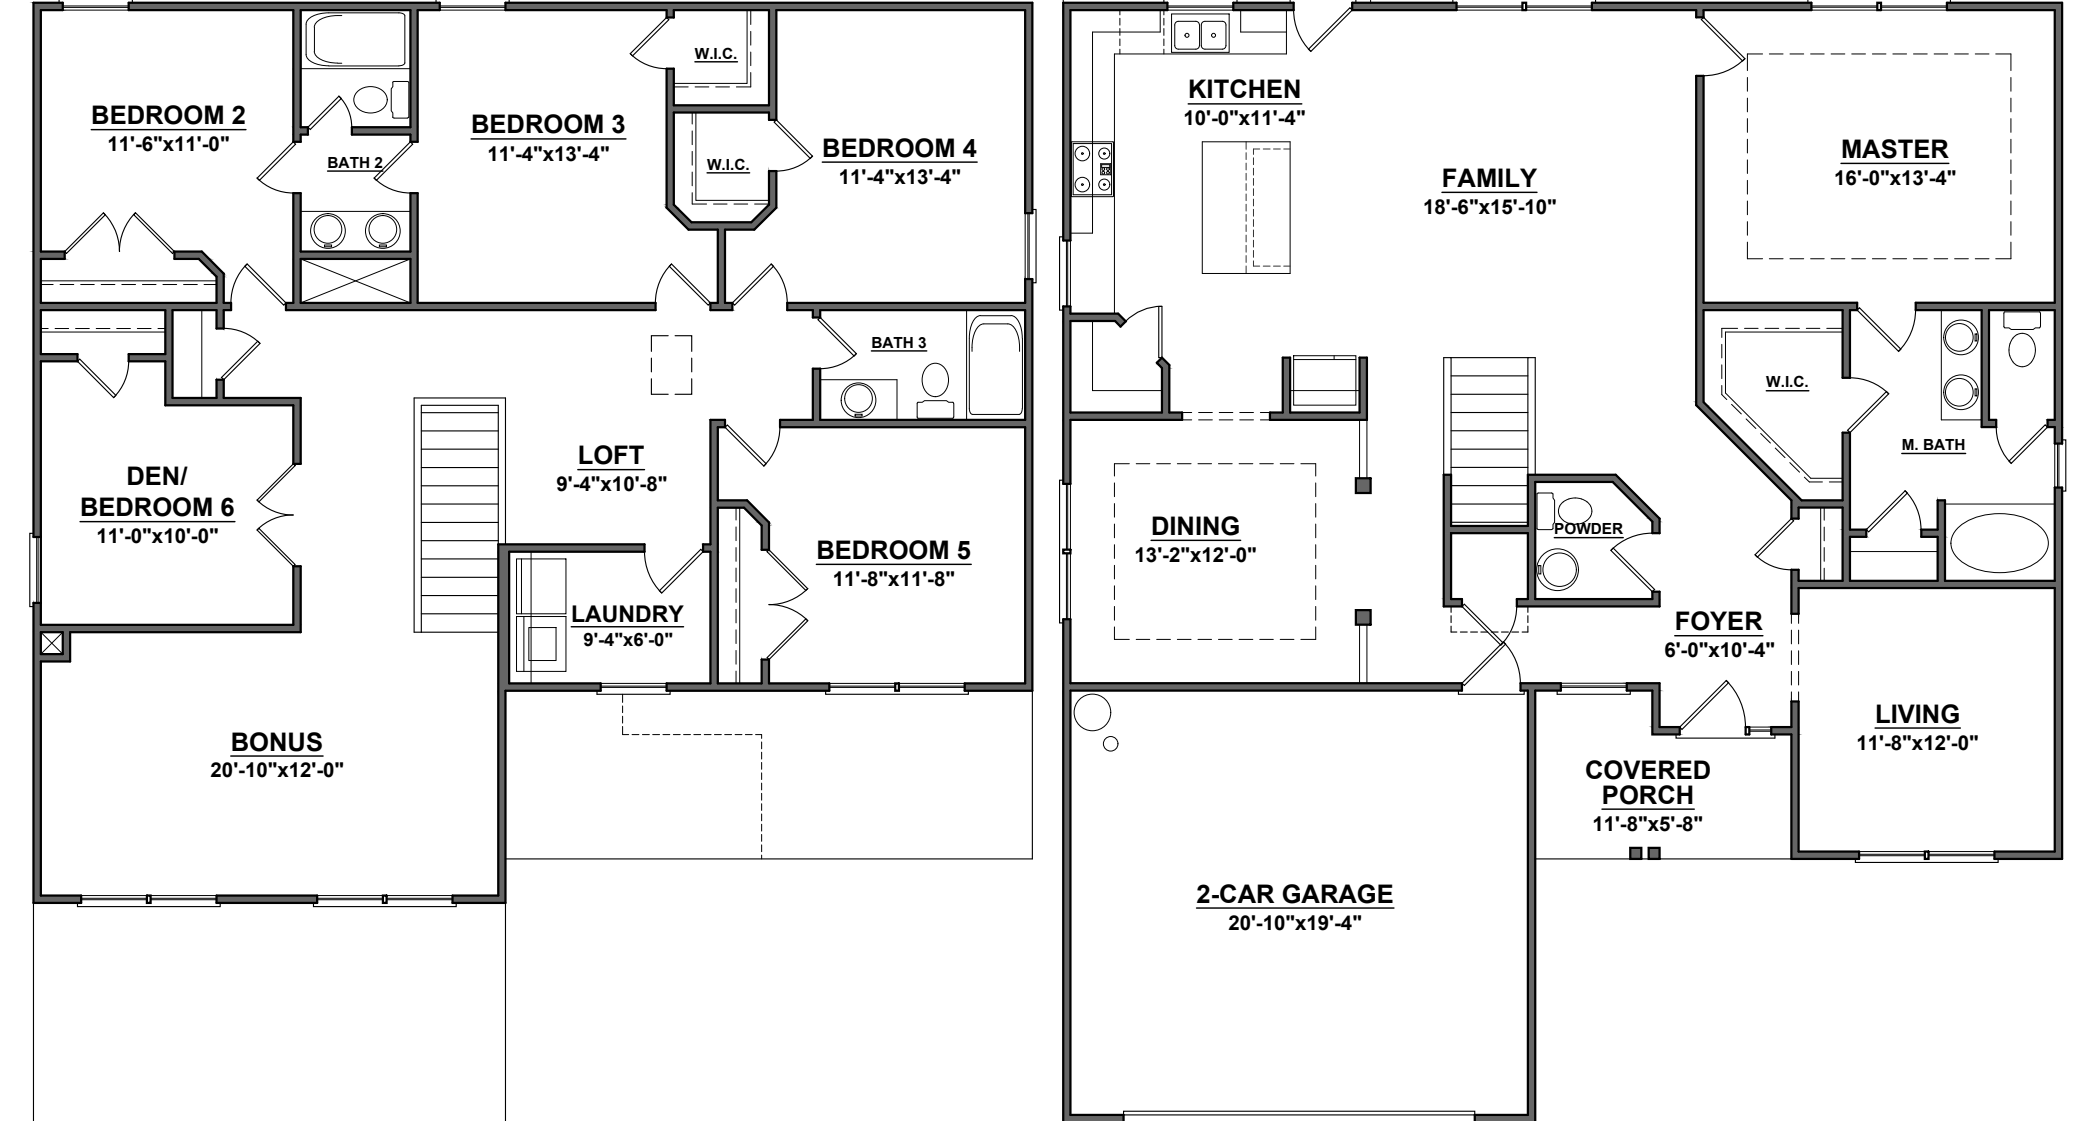 BEDROOM 2
11'-6"x11'-0"
BATH 2
BEDROOM 3
11'-4"x13'-4"
W.I.C.
W.I.C.
BEDROOM 4
11'-4"x13'-4"
BATH 3
DEN/
BEDROOM 6
11'-0"x10'-0"
LOFT
9'-4"x10'-8"
LAUNDRY
9'-4"x6'-0"
BEDROOM 5
11'-8"x11'-8"
BONUS
20'-10"x12'-0"
KITCHEN
10'-0"x11'-4"
FAMILY
18'-6"x15'-10"
MASTER
16'-0"x13'-4"
W.I.C.
M. BATH
DINING
13'-2"x12'-0"
POWDER
FOYER
6'-0"x10'-4"
LIVING
11'-8"x12'-0"
COVERED
PORCH
11'-8"x5'-8"
2-CAR GARAGE
20'-10"x19'-4"